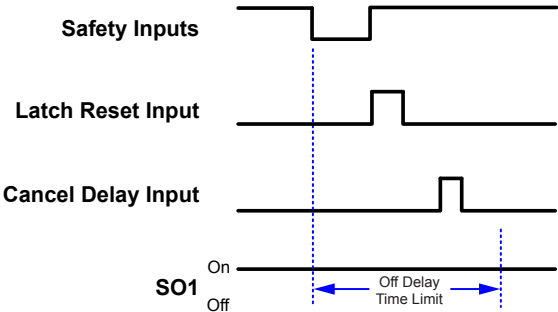 Safety Inputs
Latch Reset Input
Cancel Delay Input
On
SO1
Off
Off Delay
Time Limit